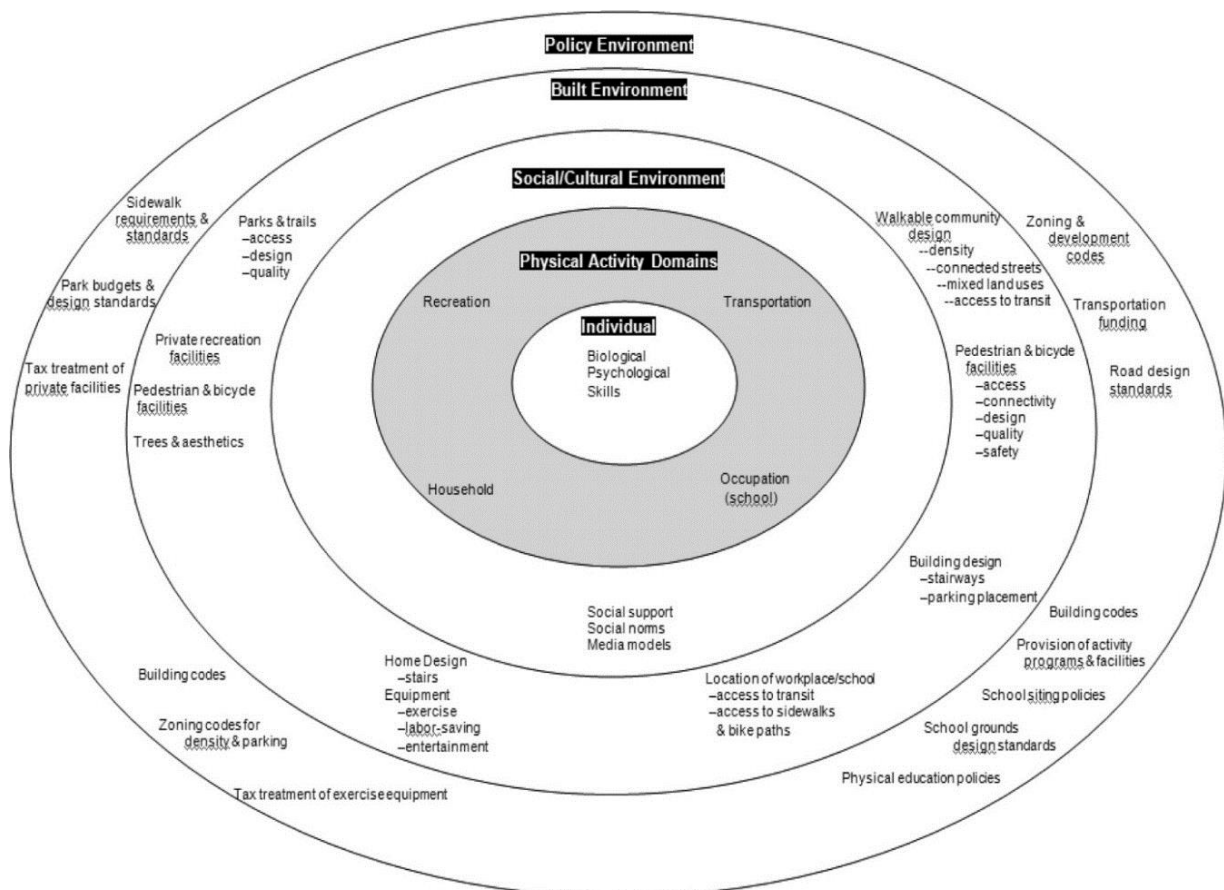 Policy Environment
Built Environment
Social/Cultural Environment
Physical Activity Domains
Individual
Biological
Psychological
Skills
Recreation
Transportation
Household
Occupation
(school)
Social support
Social norms
Media models
Parks & trails
–access
–design
–quality
Private recreation
facilities
Pedestrian & bicycle
facilities
Trees & aesthetics
Walkable community
design
--density
--connected streets
--mixed land uses
--access to transit
Pedestrian & bicycle
facilities
–access
–connectivity
–design
–quality
–safety
Building design
–stairways
–parking placement
Home Design
–stairs
Equipment
–exercise
–labor-saving
–entertainment
Location of workplace/school
–access to transit
–access to sidewalks
& bike paths
Sidewalk
requirements &
standards
Park budgets &
design standards
Tax treatment of
private facilities
Zoning &
development
codes
Transportation
funding
Road design
standards
Building codes
Zoning codes for
density & parking
Tax treatment of exercise equipment
Building codes
Provision of activity
programs & facilities
School siting policies
School grounds
design standards
Physical education policies